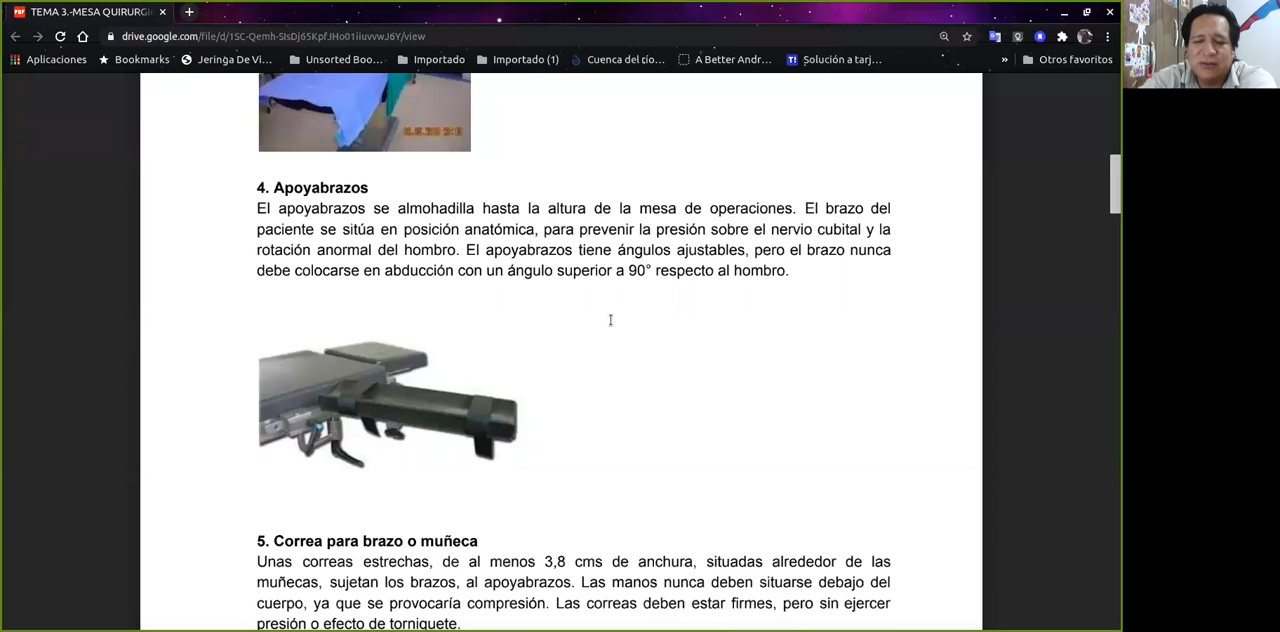 TEMA 3.-MESA QUIRURGI
drive.google.com/file/d/1SC-Qemh-SIsDj65KpfJHo01iiuvvwJ6Y/view
Aplicaciones Bookmarks Jeringa De Vi... Unsorted Boo... Importado Importado (1) Cuenca del río... A Better Andr... Solución a tarj... » Otros favoritos
4. Apoyabrazos
El apoyabrazos se almohadilla hasta la altura de la mesa de operaciones. El brazo del
paciente se sitúa en posición anatómica, para prevenir la presión sobre el nervio cubital y la
rotación anormal del hombro. El apoyabrazos tiene ángulos ajustables, pero el brazo nunca
debe colocarse en abducción con un ángulo superior a 90° respecto al hombro.
5. Correa para brazo o muñeca
Unas correas estrechas, de al menos 3,8 cms de anchura, situadas alrededor de las
muñecas, sujetan los brazos, al apoyabrazos. Las manos nunca deben situarse debajo del
cuerpo, ya que se provocaría compresión. Las correas deben estar firmes, pero sin ejercer
presión o efecto de torniquete.